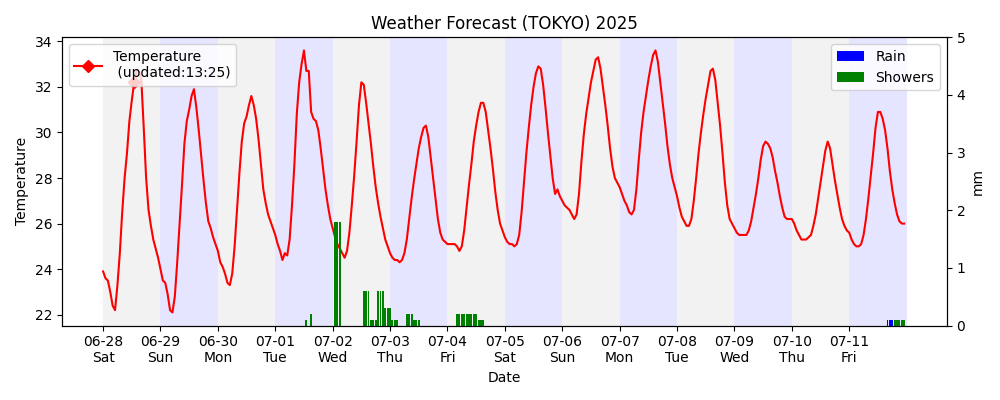 Weather Forecast (TOKYO) 2025
Temperature
(updated:13:25)
Rain
Showers
Temperature
34
32
30
28
26
24
22
mm
5
4
3
2
1
0
06-28 06-29 06-30 07-01 07-02 07-03 07-04 07-05 07-06 07-07 07-08 07-09 07-10 07-11
Sat Sun Mon Tue Wed Thu Fri Sat Sun Mon Tue Wed Thu Fri
Date